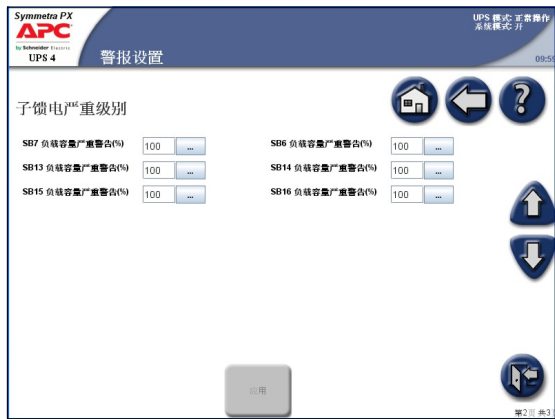 Symmetra PX
APC
by Schneider Electric
UPS 4
警报设置
UPS 模式: 正常操作
系统模式: 开
09:59
子馈电严重级别
SB7 负载容量严重警告(%) 100 ...
SB6 负载容量严重警告(%) 100 ...
SB13 负载容量严重警告(%) 100 ...
SB14 负载容量严重警告(%) 100 ...
SB15 负载容量严重警告(%) 100 ...
SB16 负载容量严重警告(%) 100 ...
应用
第2页 共3